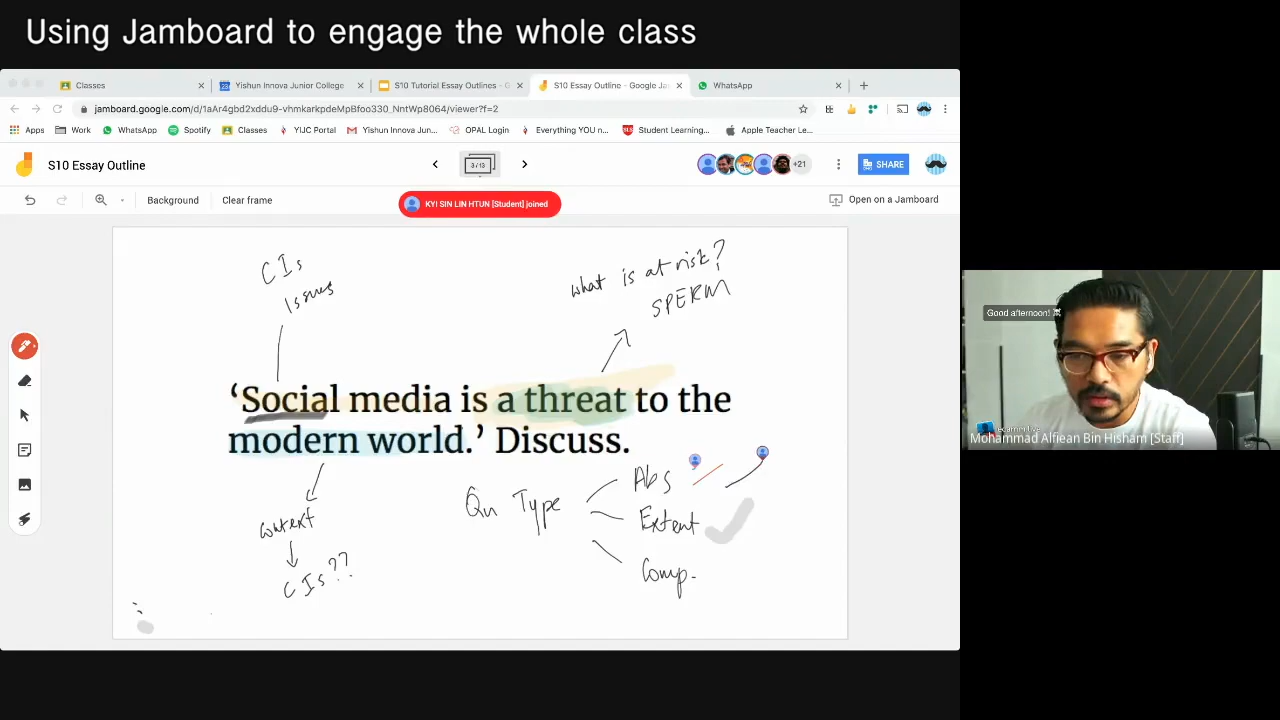 Using Jamboard to engage the whole class
Classes
Yishun Innova Junior College
S10 Tutorial Essay Outlines - G
S10 Essay Outline - Google Ja
WhatsApp
jamboard.google.com/d/1aAr4gbd2xddu9-vhmkarkpdeMpBfoo330_NntWp8064/viewer?f=2
Apps
Work
WhatsApp
Spotify
Classes
YIJC Portal
Yishun Innova Jun...
OPAL Login
Everything YOU n...
Student Learning...
Apple Teacher Le...
S10 Essay Outline
3 / 13
+21
SHARE
Background
Clear frame
KYI SIN LIN HTUN [Student] joined
Open on a Jamboard
CIs
issues
what is at risk?
SPERM
‘Social media is a threat to the
modern world.’ Discuss.
Qn Type
Abs
Extent
Comp.
context
CIs??
Good afternoon!
Mohammad Alfiean Bin Hisham [Staff]